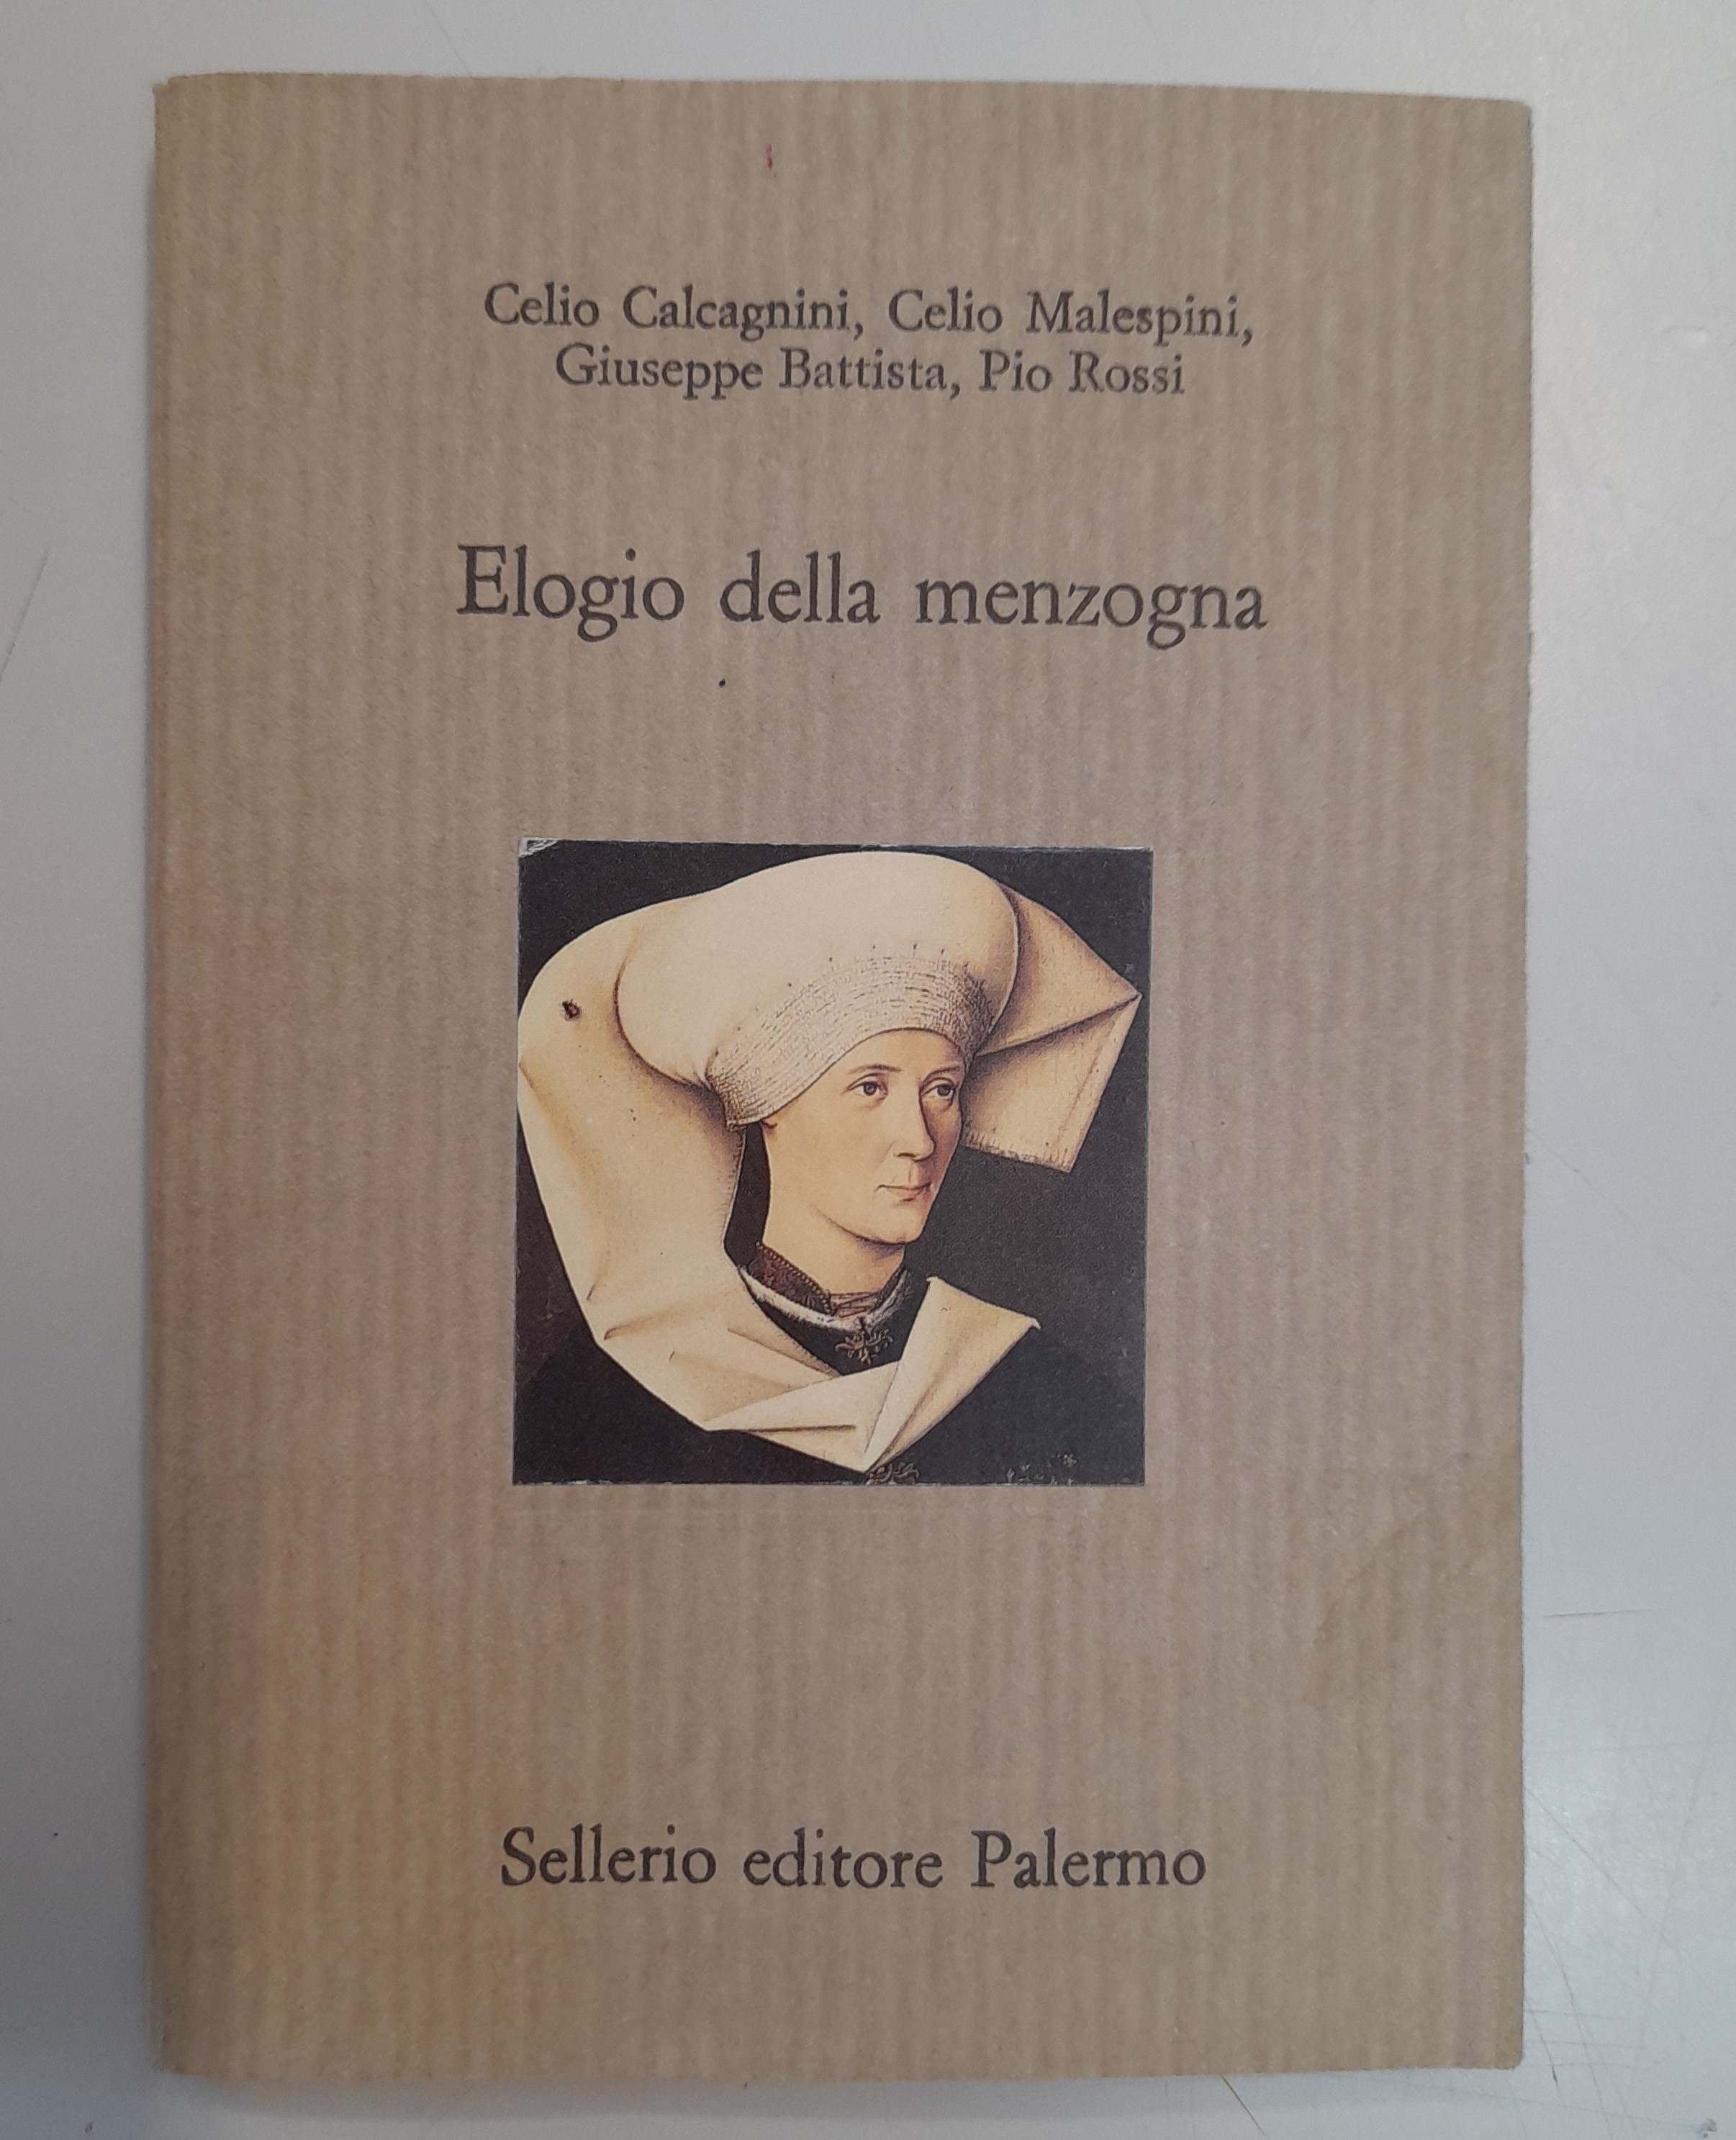 Celio Calcagnini, Celio Malespini,
Giuseppe Battista, Pio Rossi
Elogio della menzogna
Sellerio editore Palermo